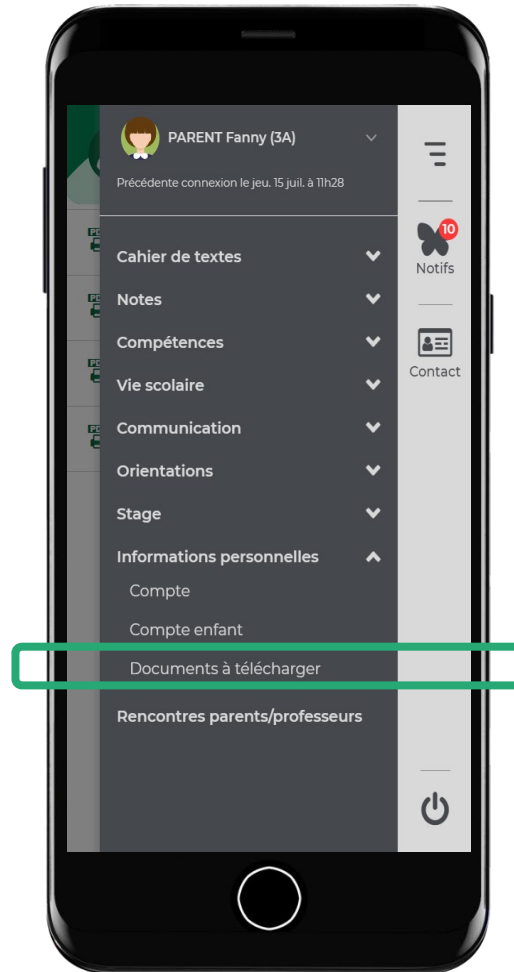 PARENT Fanny (3A)
Précédente connexion le jeu. 15 juil. à 11h28
10
Notifs
Contact
Cahier de textes
Notes
Compétences
Vie scolaire
Communication
Orientations
Stage
Informations personnelles
Compte
Compte enfant
Documents à télécharger
Rencontres parents/professeurs